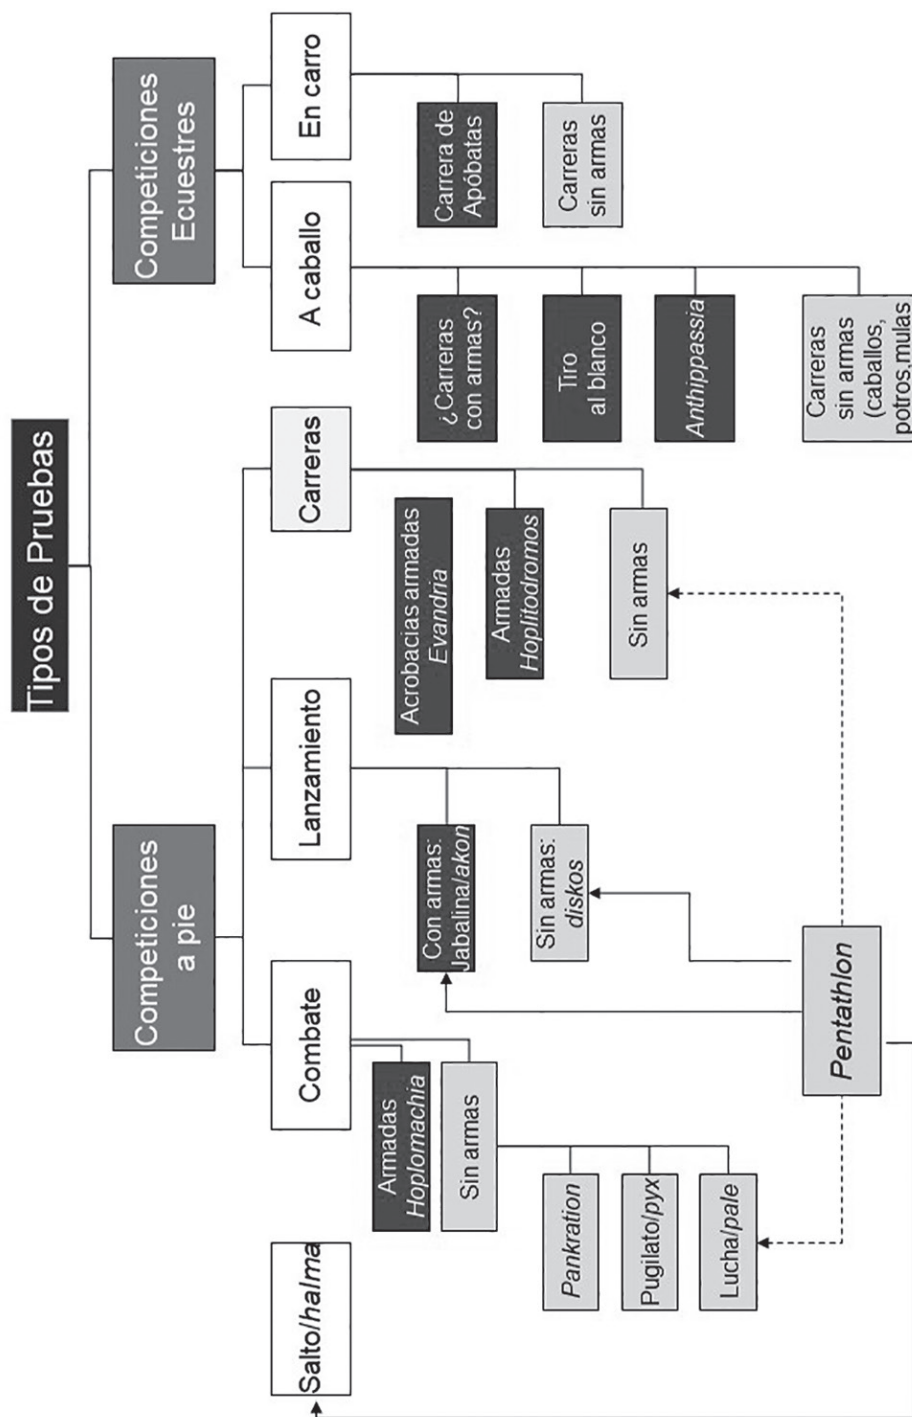 Tipos de Pruebas
Competiciones
a pie
Competiciones
Ecuestres
Salto/halma
Combate
Lanzamiento
Carreras
A caballo
En carro
Armadas
Hoplomachia
Sin armas
Pankration
Pugilato/pyx
Lucha/pale
Con armas:
Jabalina/akon
Sin armas:
diskos
Acrobacias armadas
Evandria
Armadas
Hoplitodromos
Sin armas
¿Carreras
con armas?
Tiro
al blanco
Anthippassia
Carreras
sin armas
(caballos,
potros,mulas
Carrera de
Apóbatas
Carreras
sin armas
Pentathlon